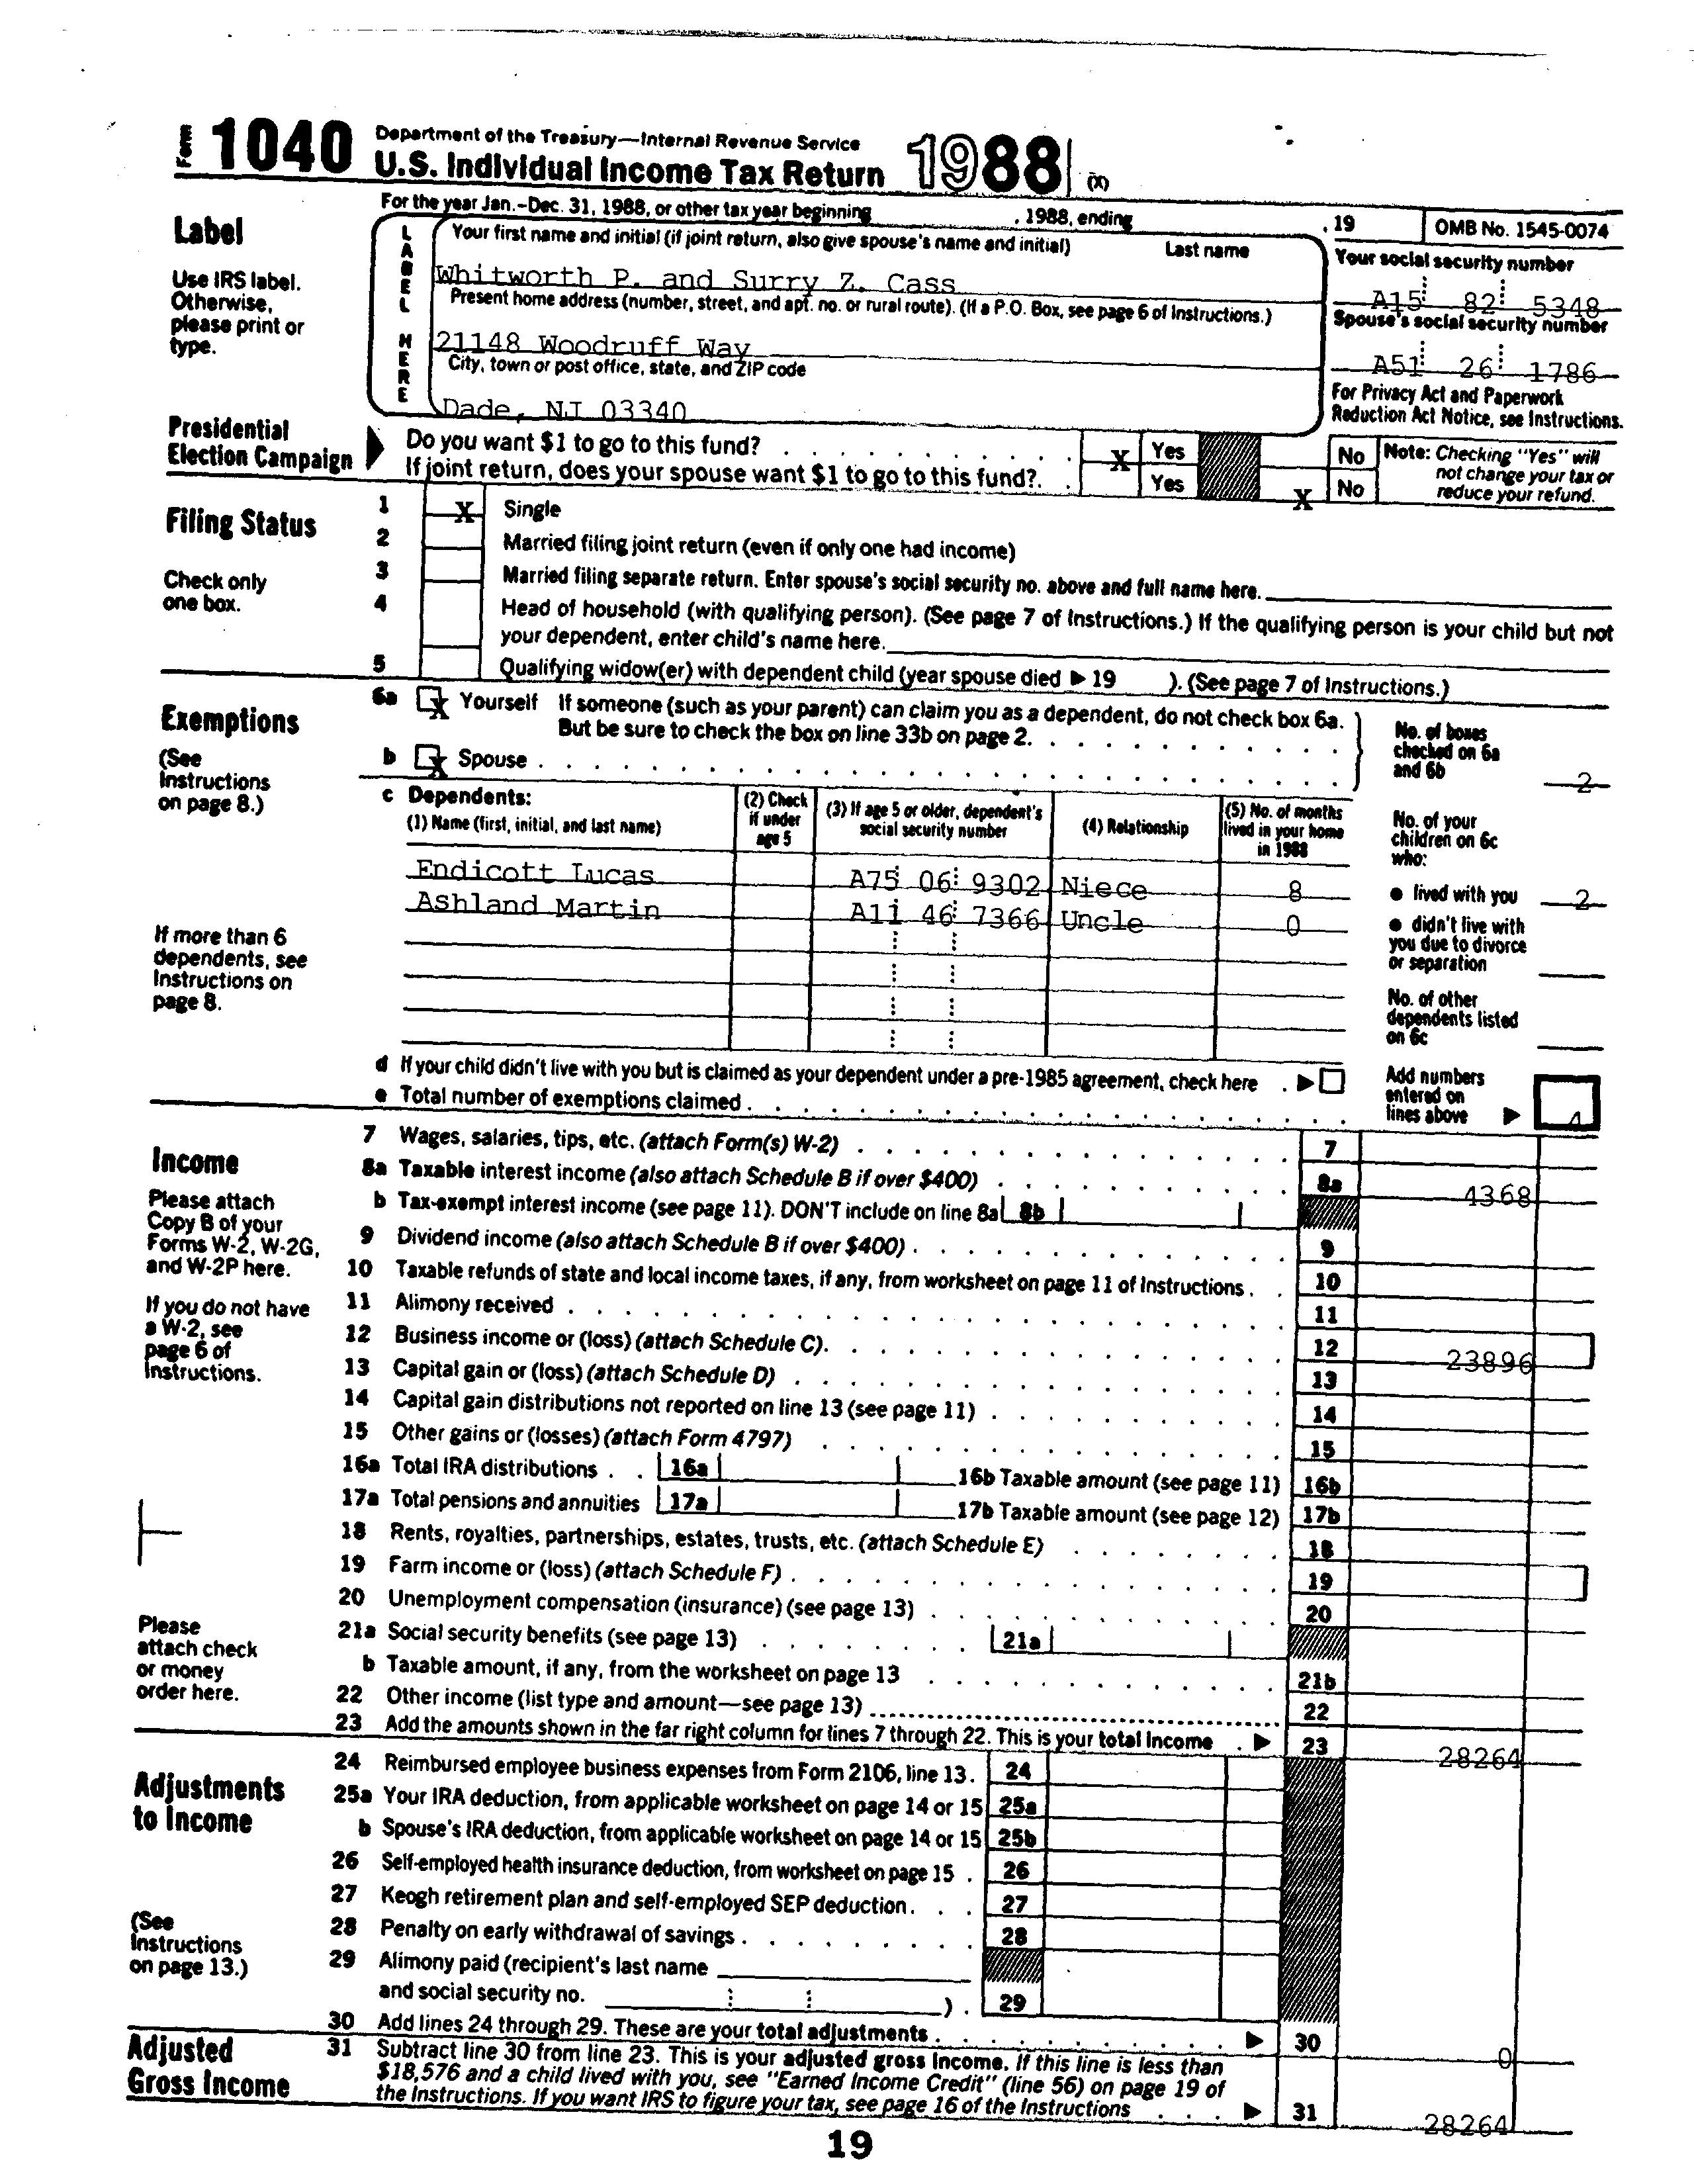 Form 1040 Department of the Treasury—Internal Revenue Service
U.S. Individual Income Tax Return 1988 (X)
For the year Jan.-Dec. 31, 1988, or other tax year beginning , 1988, ending , 19 OMB No. 1545-0074
Label
Use IRS label. Otherwise, please print or type.
LABEL HERE
Your first name and initial (if joint return, also give spouse's name and initial) Last name
Whitworth P. and Surry Z. Cass
Your social security number
A15 82 5348
Present home address (number, street, and apt. no. or rural route). (If a P.O. Box, see page 6 of Instructions.)
21148 Woodruff Way
Spouse's social security number
A51 26 1786
City, town or post office, state, and ZIP code
Dade, NJ 03340
For Privacy Act and Paperwork Reduction Act Notice, see Instructions.
Presidential Election Campaign
Do you want $1 to go to this fund? X Yes No
If joint return, does your spouse want $1 to go to this fund? Yes X No
Note: Checking "Yes" will not change your tax or reduce your refund.
Filing Status
Check only one box.
1 X Single
2 Married filing joint return (even if only one had income)
3 Married filing separate return. Enter spouse's social security no. above and full name here.
4 Head of household (with qualifying person). (See page 7 of Instructions.) If the qualifying person is your child but not
your dependent, enter child's name here.
5 Qualifying widow(er) with dependent child (year spouse died ▶ 19 ). (See page 7 of Instructions.)
Exemptions
(See Instructions on page 8.)
6a X Yourself If someone (such as your parent) can claim you as a dependent, do not check box 6a.
But be sure to check the box on line 33b on page 2.
b X Spouse
No. of boxes checked on 6a and 6b 2
c Dependents:
(1) Name (first, initial, and last name)
(2) Check if under age 5
(3) If age 5 or older, dependent's social security number
(4) Relationship
(5) No. of months lived in your home in 1988
Endicott Lucas A75 06 9302 Niece 8
Ashland Martin A11 46 7366 Uncle 0
No. of your children on 6c who:
● lived with you 2
● didn't live with you due to divorce or separation
No. of other dependents listed on 6c
If more than 6 dependents, see Instructions on page 8.
d If your child didn't live with you but is claimed as your dependent under a pre-1985 agreement, check here ▶
e Total number of exemptions claimed
Add numbers entered on lines above ▶ 4
Income
Please attach Copy B of your Forms W-2, W-2G, and W-2P here.
If you do not have a W-2, see page 6 of Instructions.
Please attach check or money order here.
7 Wages, salaries, tips, etc. (attach Form(s) W-2) 7
8a Taxable interest income (also attach Schedule B if over $400) 8a 4368
b Tax-exempt interest income (see page 11). DON'T include on line 8a 8b
9 Dividend income (also attach Schedule B if over $400) 9
10 Taxable refunds of state and local income taxes, if any, from worksheet on page 11 of Instructions 10
11 Alimony received 11
12 Business income or (loss) (attach Schedule C) 12 23896
13 Capital gain or (loss) (attach Schedule D) 13
14 Capital gain distributions not reported on line 13 (see page 11) 14
15 Other gains or (losses) (attach Form 4797) 15
16a Total IRA distributions 16a 16b Taxable amount (see page 11) 16b
17a Total pensions and annuities 17a 17b Taxable amount (see page 12) 17b
18 Rents, royalties, partnerships, estates, trusts, etc. (attach Schedule E) 18
19 Farm income or (loss) (attach Schedule F) 19
20 Unemployment compensation (insurance) (see page 13) 20
21a Social security benefits (see page 13) 21a
b Taxable amount, if any, from the worksheet on page 13 21b
22 Other income (list type and amount—see page 13) 22
23 Add the amounts shown in the far right column for lines 7 through 22. This is your total income ▶ 23 28264
Adjustments to Income
(See Instructions on page 13.)
24 Reimbursed employee business expenses from Form 2106, line 13. 24
25a Your IRA deduction, from applicable worksheet on page 14 or 15 25a
b Spouse's IRA deduction, from applicable worksheet on page 14 or 15 25b
26 Self-employed health insurance deduction, from worksheet on page 15 26
27 Keogh retirement plan and self-employed SEP deduction 27
28 Penalty on early withdrawal of savings 28
29 Alimony paid (recipient's last name
and social security no. ). 29
30 Add lines 24 through 29. These are your total adjustments ▶ 30 0
Adjusted Gross Income
31 Subtract line 30 from line 23. This is your adjusted gross income. If this line is less than
$18,576 and a child lived with you, see "Earned Income Credit" (line 56) on page 19 of
the Instructions. If you want IRS to figure your tax, see page 16 of the Instructions ▶ 31 28264
19